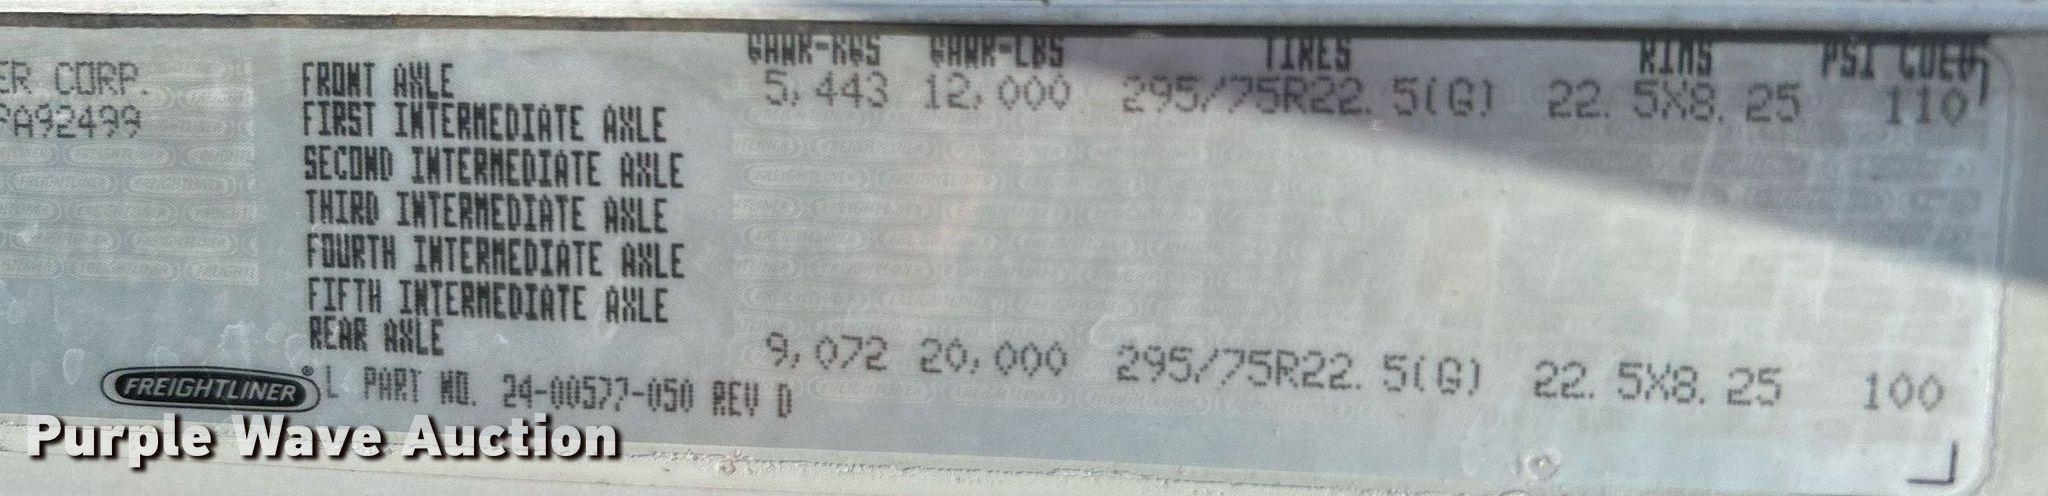 GAWR-KGS GAWR-LBS TIRES RIMS PSI COLD
ER CORP. FRONT AXLE 5,443 12,000 295/75R22.5(G) 22.5X8.25 110
PA92499 FIRST INTERMEDIATE AXLE
SECOND INTERMEDIATE AXLE
THIRD INTERMEDIATE AXLE
FOURTH INTERMEDIATE AXLE
FIFTH INTERMEDIATE AXLE
REAR AXLE 9,072 20,000 295/75R22.5(G) 22.5X8.25 100
FREIGHTLINER® L PART NO. 24-00577-050 REV D
Purple Wave Auction